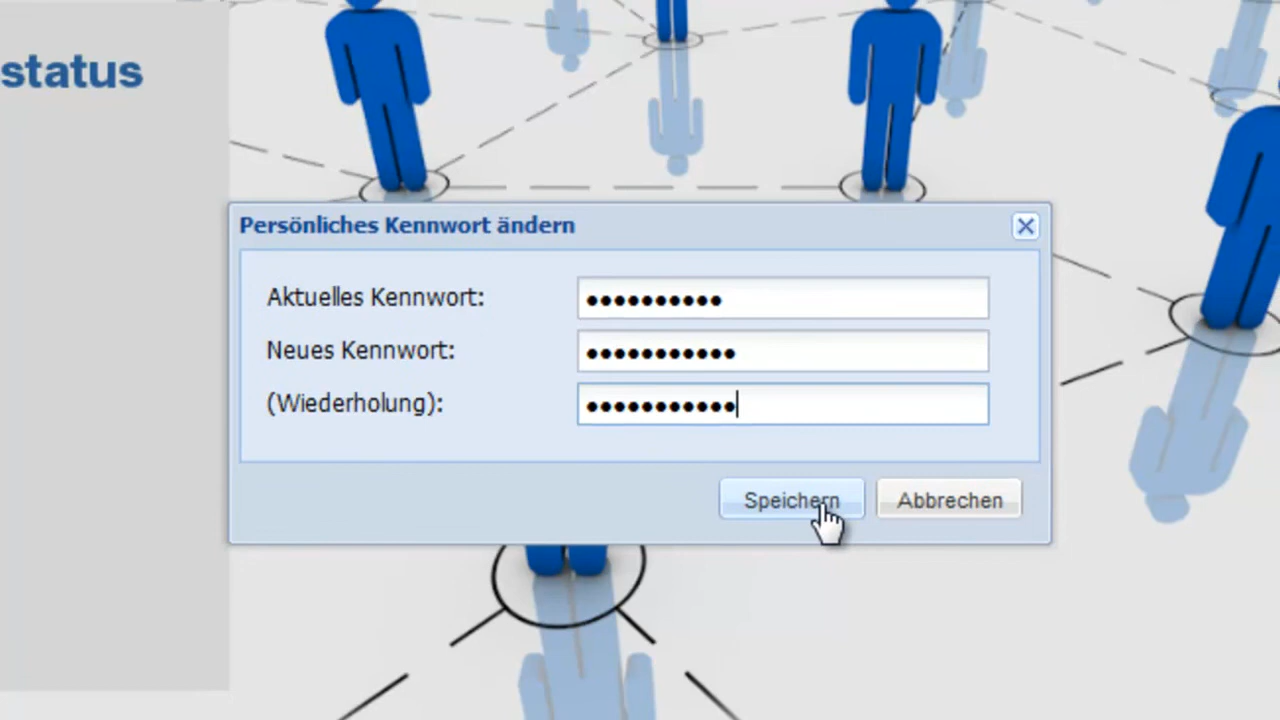 status
Persönliches Kennwort ändern
Aktuelles Kennwort: ●●●●●●●●●●
Neues Kennwort: ●●●●●●●●●●●
(Wiederholung): ●●●●●●●●●●●
Speichern Abbrechen